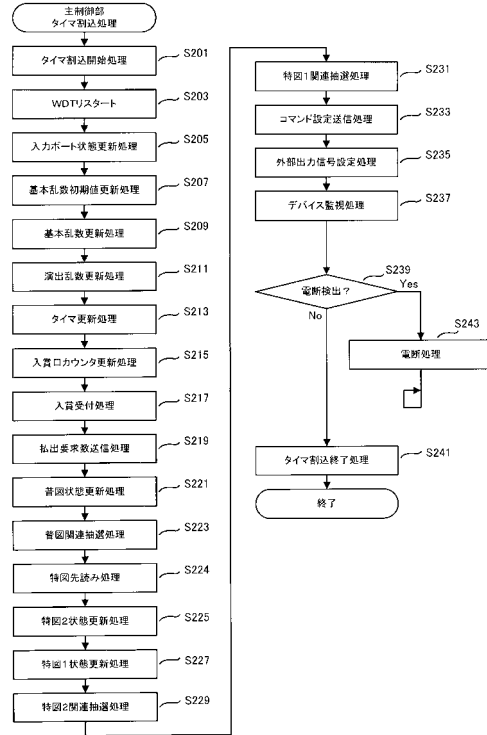 主制御部
タイマ割込処理
タイマ割込開始処理
S201
WDTリスタート
S203
入力ポート状態更新処理
S205
基本乱数初期値更新処理
S207
基本乱数更新処理
S209
演出乱数更新処理
S211
タイマ更新処理
S213
入賞口カウンタ更新処理
S215
入賞受付処理
S217
払出要求数送信処理
S219
普図状態更新処理
S221
普図関連抽選処理
S223
特図先読み処理
S224
特図2状態更新処理
S225
特図1状態更新処理
S227
特図2関連抽選処理
S229
特図1関連抽選処理
S231
コマンド設定送信処理
S233
外部出力信号設定処理
S235
デバイス監視処理
S237
電断検出？
S239
Yes
No
電断処理
S243
タイマ割込終了処理
S241
終了